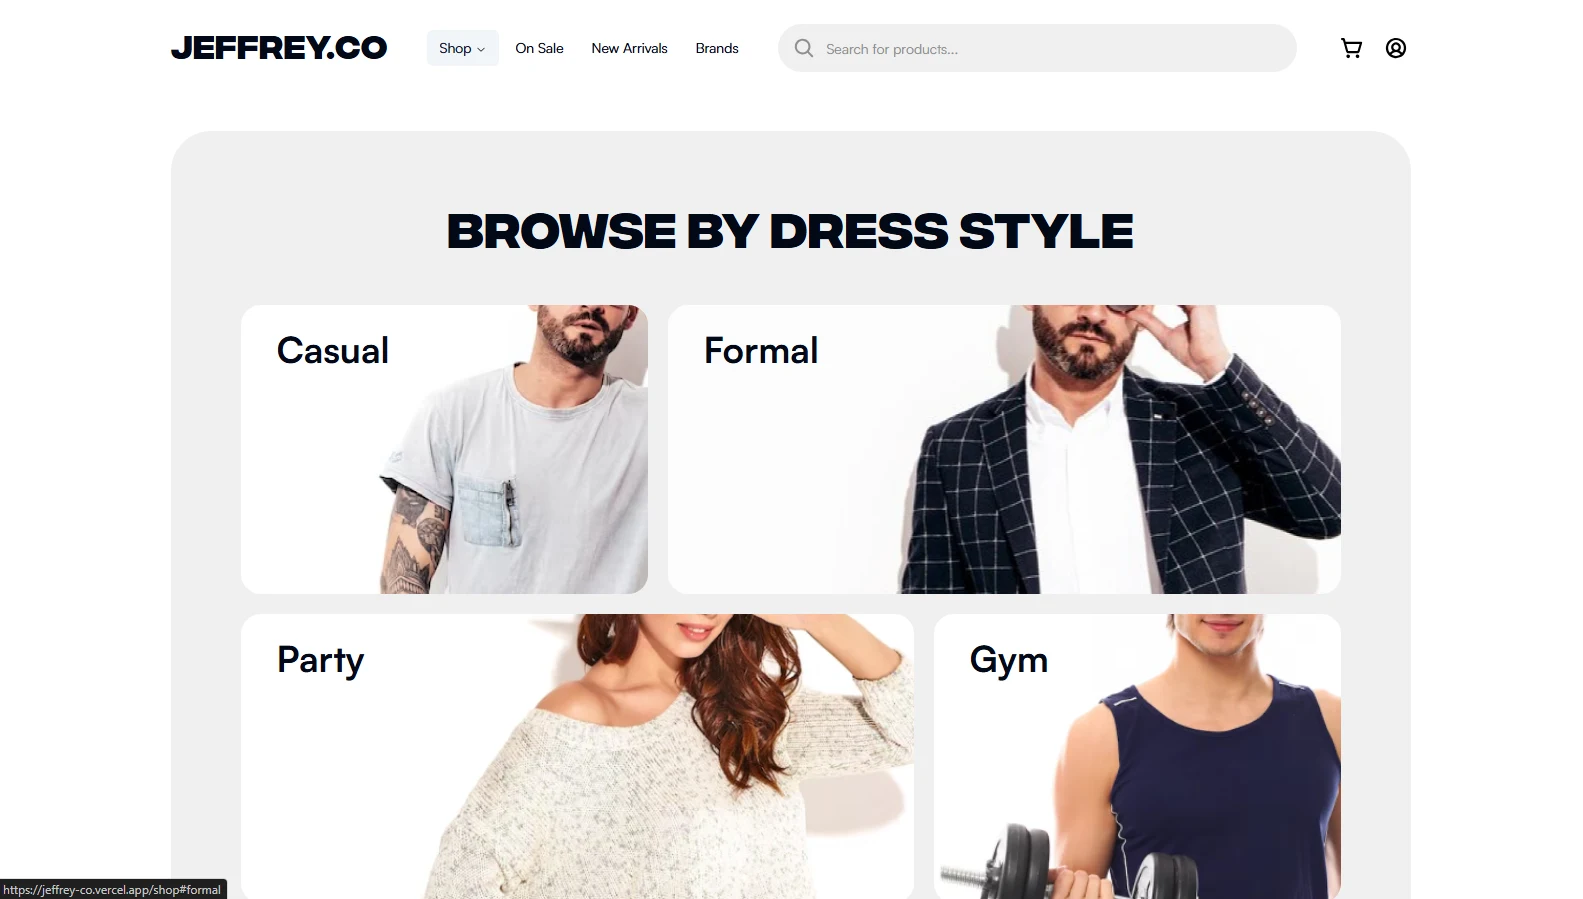 JEFFREY.CO
Shop On Sale New Arrivals Brands
Search for products...
BROWSE BY DRESS STYLE
Casual
Formal
Party
Gym
https://jeffrey-co.vercel.app/shop#formal